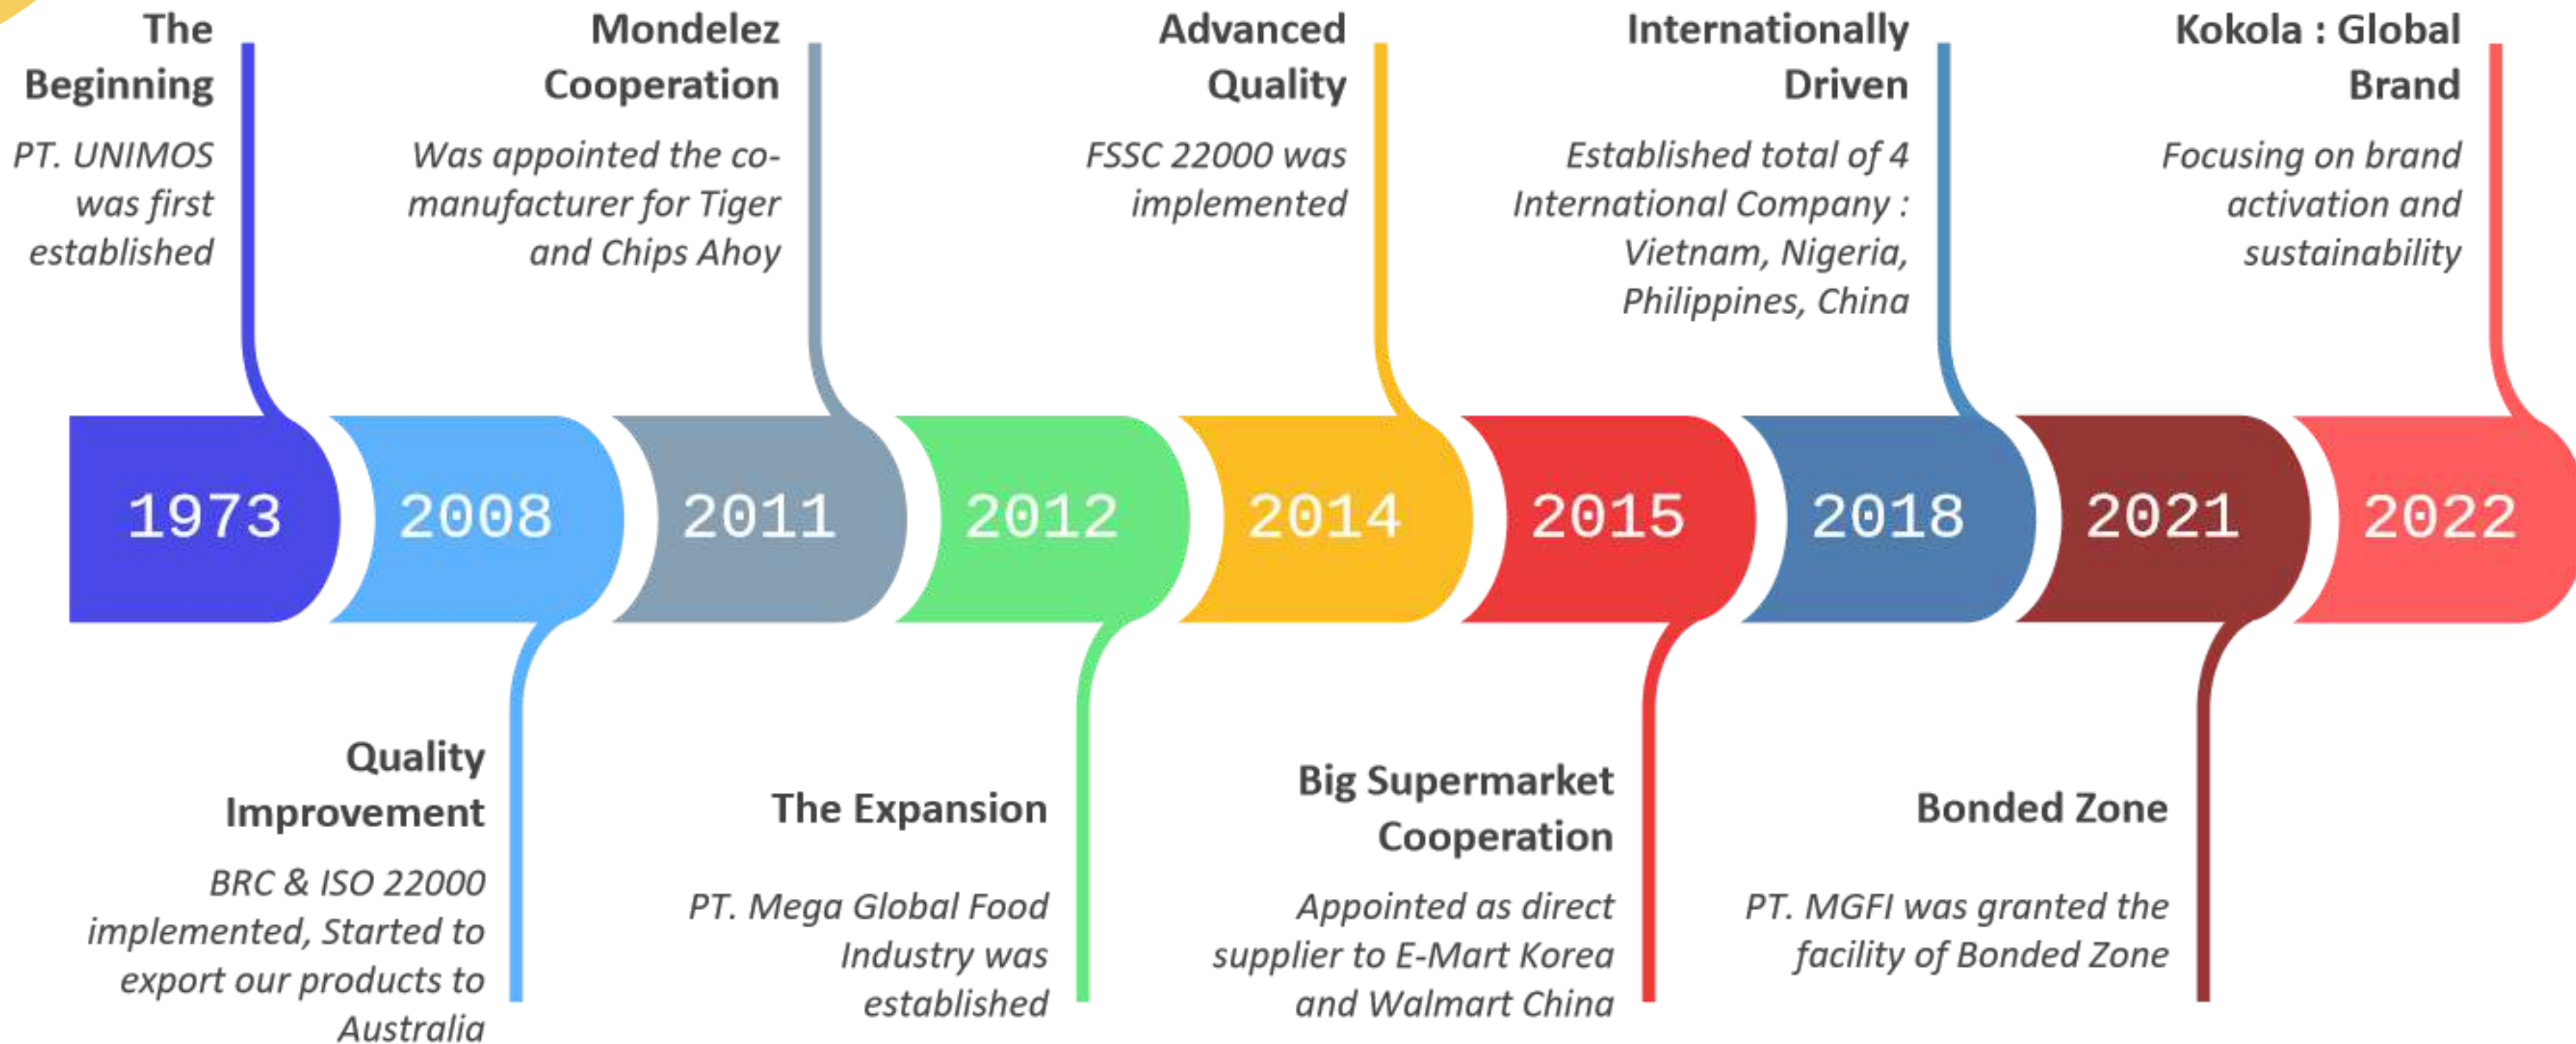 The
Beginning
PT. UNIMOS
was first
established
Mondelez
Cooperation
Was appointed the co-
manufacturer for Tiger
and Chips Ahoy
Advanced
Quality
FSSC 22000 was
implemented
Internationally
Driven
Established total of 4
International Company :
Vietnam, Nigeria,
Philippines, China
Kokola : Global
Brand
Focusing on brand
activation and
sustainability
1973
2008
2011
2012
2014
2015
2018
2021
2022
Quality
Improvement
BRC & ISO 22000
implemented, Started to
export our products to
Australia
The Expansion
PT. Mega Global Food
Industry was
established
Big Supermarket
Cooperation
Appointed as direct
supplier to E-Mart Korea
and Walmart China
Bonded Zone
PT. MGFI was granted the
facility of Bonded Zone